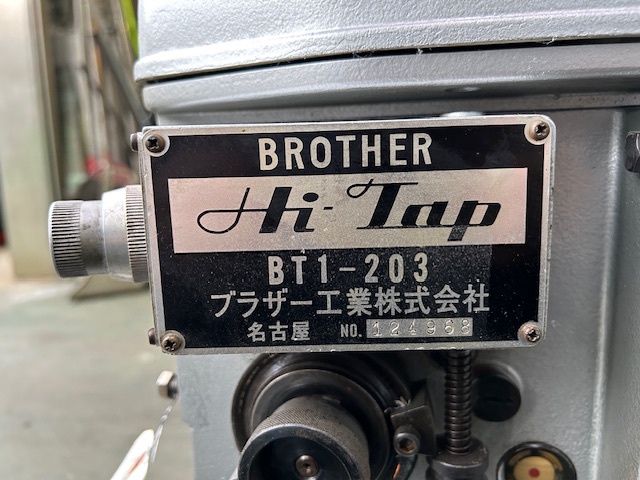 BROTHER
Hi-Tap
BT1-203
ブラザー工業株式会社
名古屋 NO. 124968